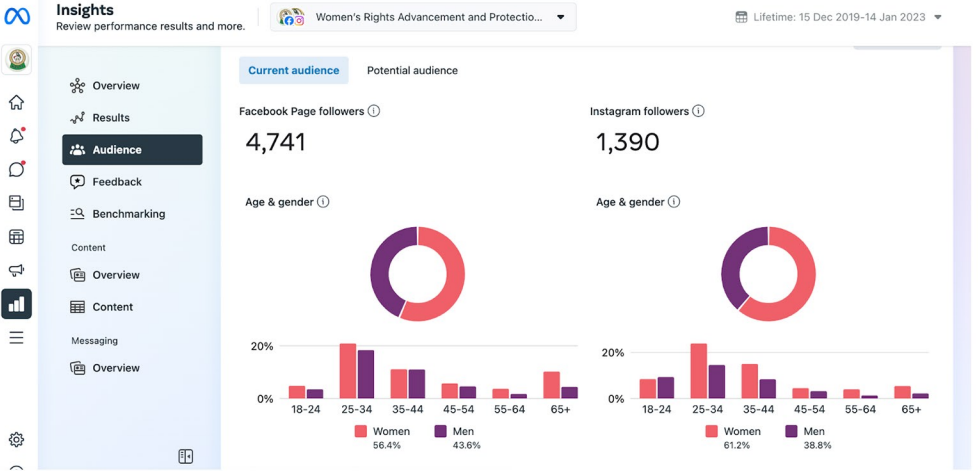 Insights
Review performance results and more.
Women's Rights Advancement and Protectio...
Lifetime: 15 Dec 2019-14 Jan 2023
Overview
Results
Audience
Feedback
Benchmarking
Content
Overview
Content
Messaging
Overview
Current audience
Potential audience
Facebook Page followers
4,741
Age & gender
20%
0%
18-24 25-34 35-44 45-54 55-64 65+
Women Men
56.4% 43.6%
Instagram followers
1,390
Age & gender
20%
0%
18-24 25-34 35-44 45-54 55-64 65+
Women Men
61.2% 38.8%